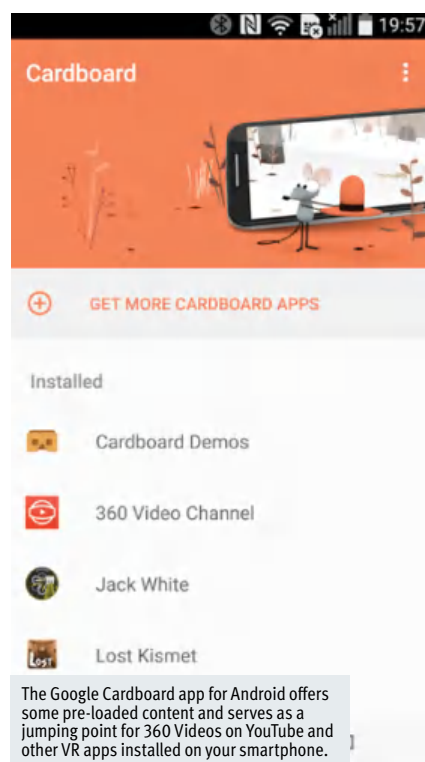 19:57
Cardboard
GET MORE CARDBOARD APPS
Installed
Cardboard Demos
360 Video Channel
Jack White
LOST
Lost Kismet
The Google Cardboard app for Android offers
some pre-loaded content and serves as a
jumping point for 360 Videos on YouTube and
other VR apps installed on your smartphone.